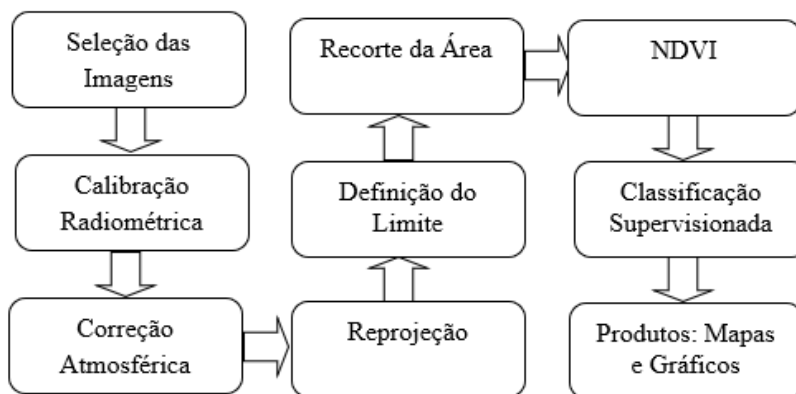 Seleção das
Imagens
Calibração
Radiométrica
Correção
Atmosférica
Reprojeção
Definição do
Limite
Recorte da Área
NDVI
Classificação
Supervisionada
Produtos: Mapas
e Gráficos